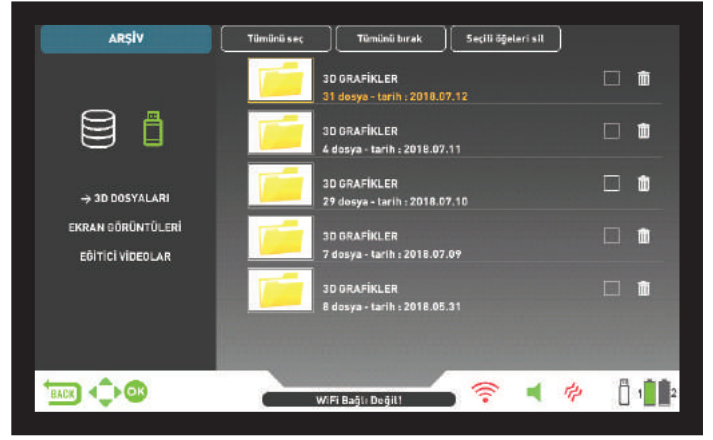 ARŞİV
Tümünü seç
Tümünü bırak
Seçili öğeleri sil
3D GRAFİKLER
31 dosya - tarih : 2018.07.12
3D GRAFİKLER
4 dosya - tarih : 2018.07.11
3D GRAFİKLER
29 dosya - tarih : 2018.07.10
3D GRAFİKLER
7 dosya - tarih : 2018.07.09
3D GRAFİKLER
8 dosya - tarih : 2018.05.31
→ 3D DOSYALARI
EKRAN GÖRÜNTÜLERİ
EĞİTİCİ VİDEOLAR
BACK
OK
WiFi Bağlı Değil!
1
2